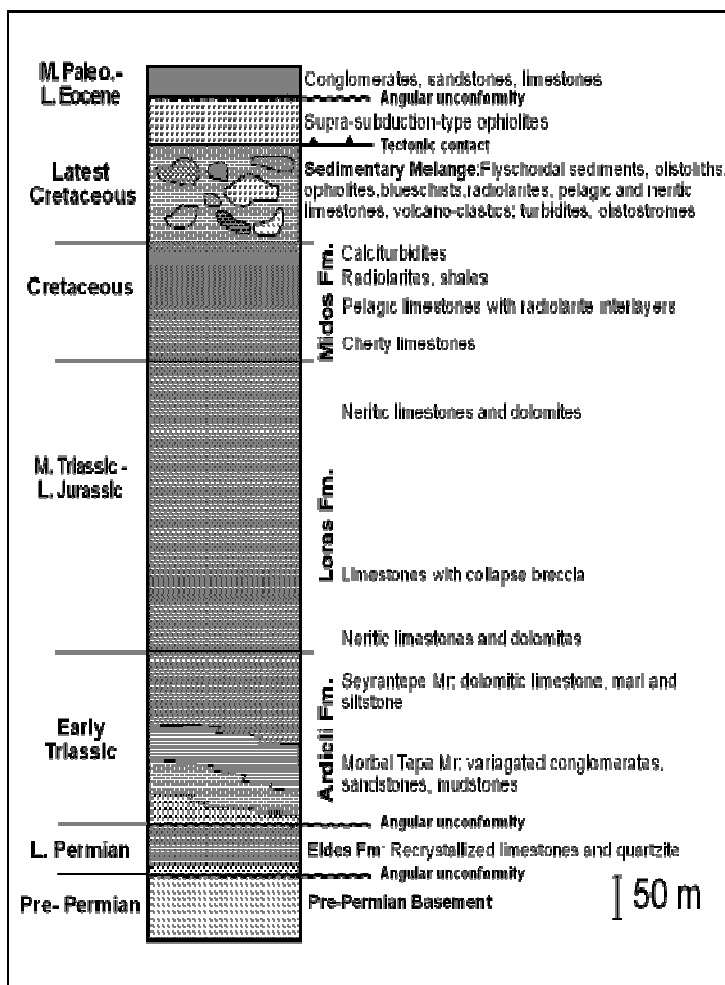 M. Paleo.-
L. Eocene
Conglomerates, sandstones, limestones
Angular unconformity
Supra-subduction-type ophiolites
Tectonic contact
Latest
Cretaceous
Sedimentary Melange: Flyschoidal sediments, olistoliths,
ophiolites, blueschists, radiolarites, pelagic and neritic
limestones, volcano-clastics; turbidites, olistostromes
Cretaceous
Midos Fm.
Calciturbidites
Radiolarites, shales
Pelagic limestones with radiolarite interlayers
Cherty limestones
M. Triassic -
L. Jurassic
Loras Fm.
Neritic limestones and dolomites
Limestones with collapse breccia
Neritic limestones and dolomites
Early
Triassic
Ardicli Fm.
Seyrantepe Mr: dolomitic limestone, marl and
siltstone
Morbel Tepe Mr: variagated conglomerates,
sandstones, mudstones
Angular unconformity
L. Permian
Eldes Fm: Recrystallized limestones and quartzite
Angular unconformity
Pre- Permian
Pre-Permian Basement
50 m